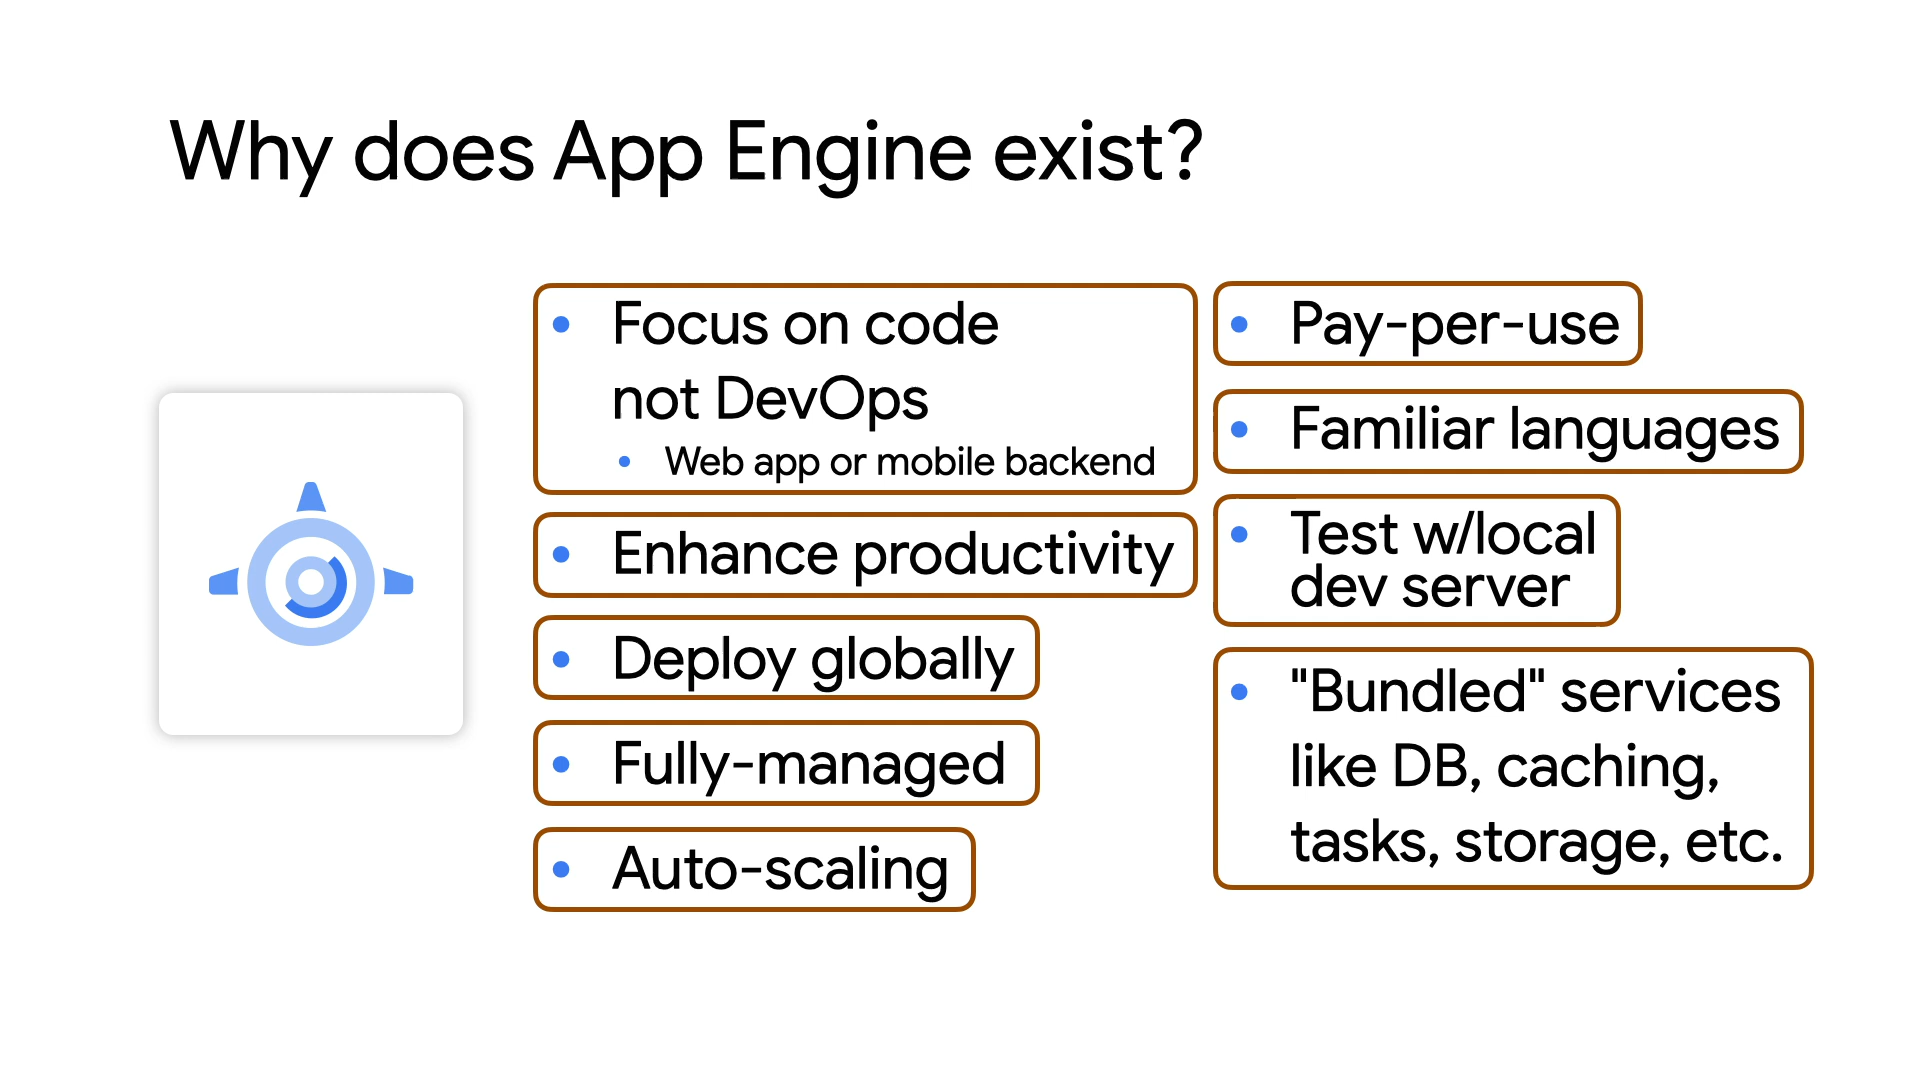 Why does App Engine exist?
• Focus on code
not DevOps
• Web app or mobile backend
• Enhance productivity
• Deploy globally
• Fully-managed
• Auto-scaling
• Pay-per-use
• Familiar languages
• Test w/local
dev server
• "Bundled" services
like DB, caching,
tasks, storage, etc.